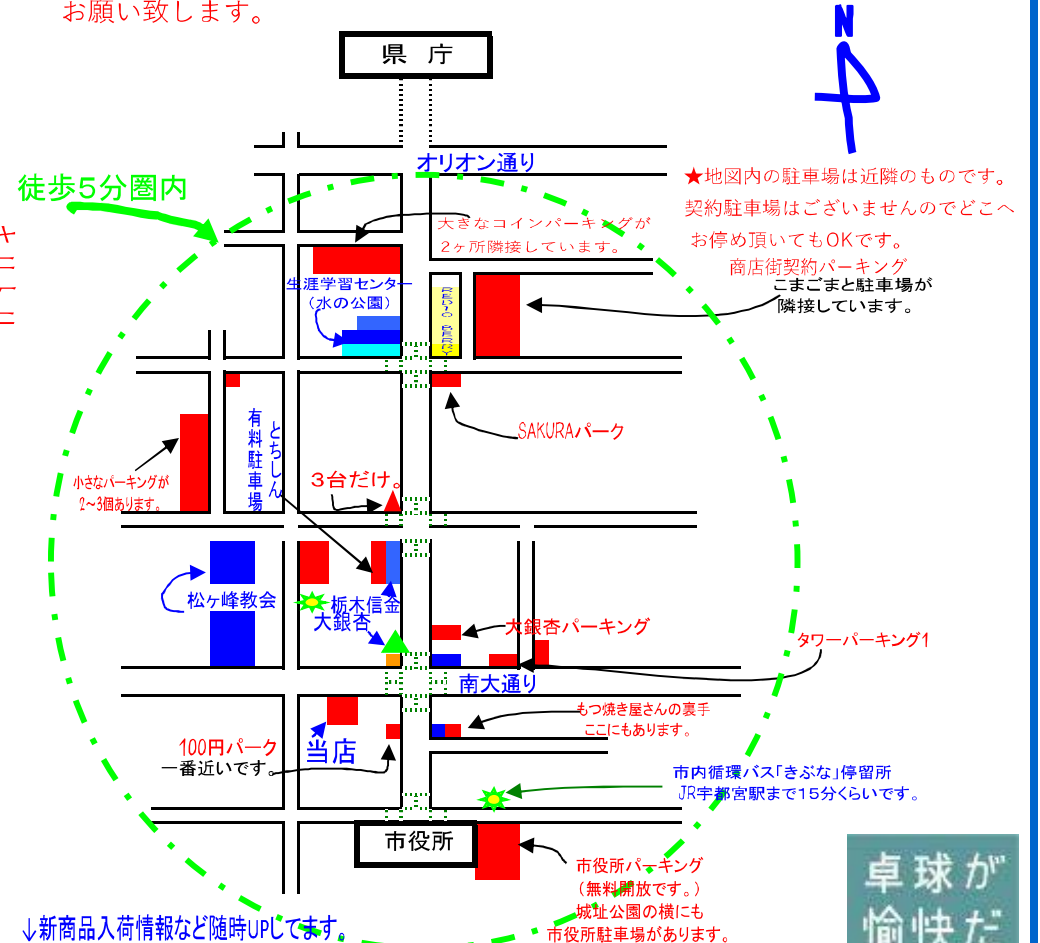 お願い致します。
県 庁
N
オリオン通り
徒歩5分圏内
★地図内の駐車場は近隣のものです。
契約駐車場はございませんのでどこへ
お停め頂いてもOKです。
大きなコインパーキングが
2ヶ所隣接しています。
商店街契約パーキング
こまごまと駐車場が
隣接しています。
生涯学習センター
(水の公園)
SAKURAパーク
とちしん
有料駐車場
小さなパーキングが
2~3個あります。
3台だけ。
松ヶ峰教会
栃木信金
大銀杏
大銀杏パーキング
タワーパーキング1
南大通り
もつ焼き屋さんの裏手
ここにもあります。
100円パーク
一番近いです。
当店
市内循環バス「きぶな」停留所
JR宇都宮駅まで15分くらいです。
市役所
市役所パーキング
(無料開放です。)
城址公園の横にも
市役所駐車場があります。
卓球が
愉快だ
↓新商品入荷情報など随時UPしてます。